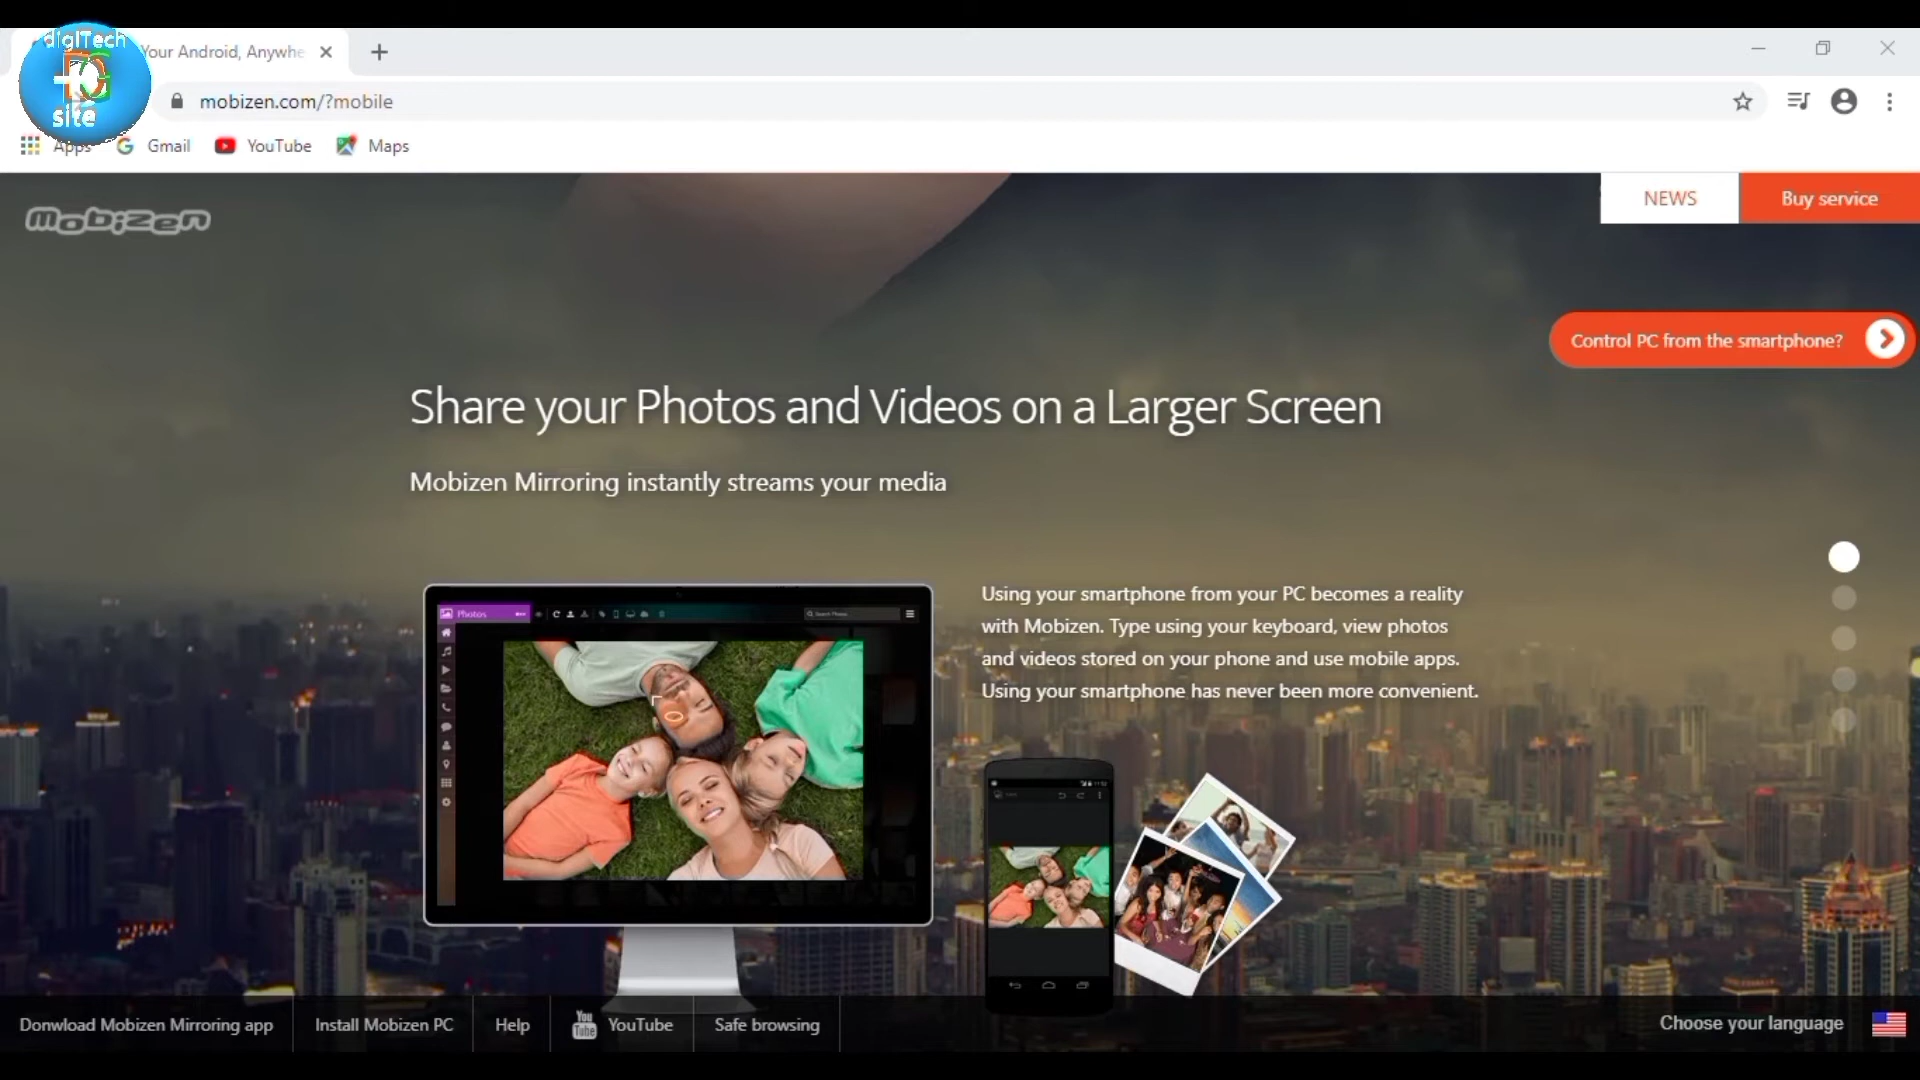 digITech
site
Your Android, Anywhe
mobizen.com/?mobile
Apps
Gmail
YouTube
Maps
mobizen
NEWS
Buy service
Control PC from the smartphone?
Share your Photos and Videos on a Larger Screen
Mobizen Mirroring instantly streams your media
Photos
Using your smartphone from your PC becomes a reality
with Mobizen. Type using your keyboard, view photos
and videos stored on your phone and use mobile apps.
Using your smartphone has never been more convenient.
Donwload Mobizen Mirroring app
Install Mobizen PC
Help
You
Tube
YouTube
Safe browsing
Choose your language